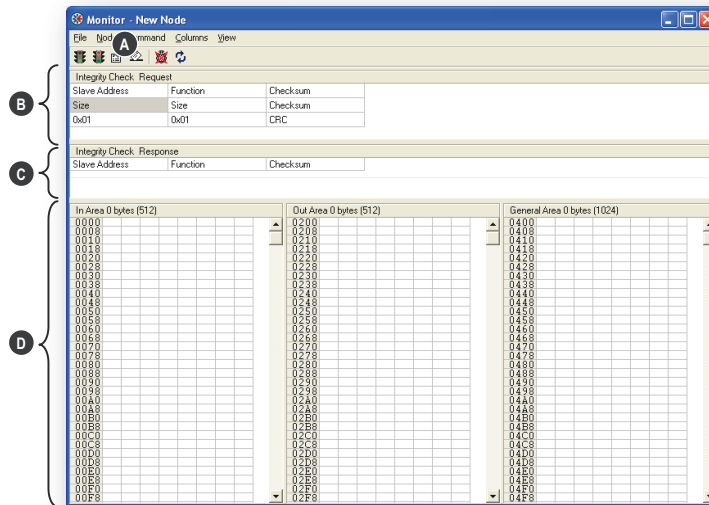 Monitor - New Node
File Nod mmand Columns View
A
B
Integrity Check Request
Slave Address Function Checksum
Size Size Checksum
0x01 0x01 CRC
C
Integrity Check Response
Slave Address Function Checksum
D
In Area 0 bytes (512) Out Area 0 bytes (512) General Area 0 bytes (1024)
0000 0200 0400
0008 0208 0408
0010 0210 0410
0018 0218 0418
0020 0220 0420
0028 0228 0428
0030 0230 0430
0038 0238 0438
0040 0240 0440
0048 0248 0448
0050 0250 0450
0058 0258 0458
0060 0260 0460
0068 0268 0468
0070 0270 0470
0078 0278 0478
0080 0280 0480
0088 0288 0488
0090 0290 0490
0098 0298 0498
00A0 02A0 04A0
00A8 02A8 04A8
00B0 02B0 04B0
00B8 02B8 04B8
00C0 02C0 04C0
00C8 02C8 04C8
00D0 02D0 04D0
00D8 02D8 04D8
00E0 02E0 04E0
00E8 02E8 04E8
00F0 02F0 04F0
00F8 02F8 04F8